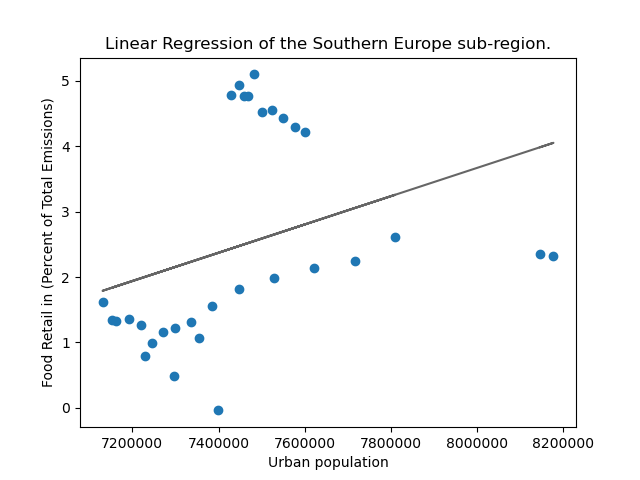 Linear Regression of the Southern Europe sub-region.
Food Retail in (Percent of Total Emissions)
5
4
3
2
1
0
7200000 7400000 7600000 7800000 8000000 8200000
Urban population